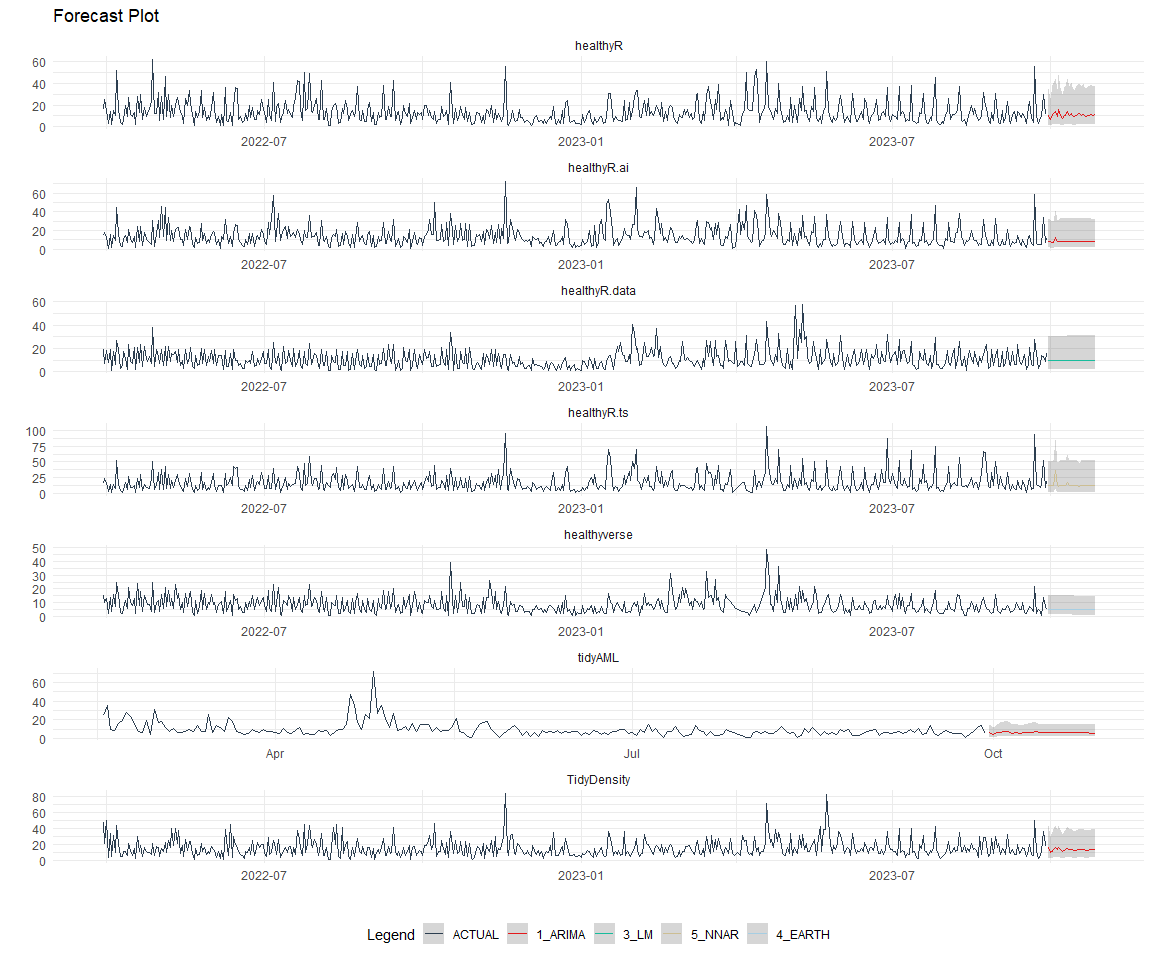 Forecast Plot
healthyR
60
40
20
0
2022-07 2023-01 2023-07
healthyR.ai
60
40
20
0
2022-07 2023-01 2023-07
healthyR.data
60
40
20
0
2022-07 2023-01 2023-07
healthyR.ts
100
75
50
25
0
2022-07 2023-01 2023-07
healthyverse
50
40
30
20
10
0
2022-07 2023-01 2023-07
tidyAML
60
40
20
0
Apr Jul Oct
TidyDensity
80
60
40
20
0
2022-07 2023-01 2023-07
Legend ACTUAL 1_ARIMA 3_LM 5_NNAR 4_EARTH